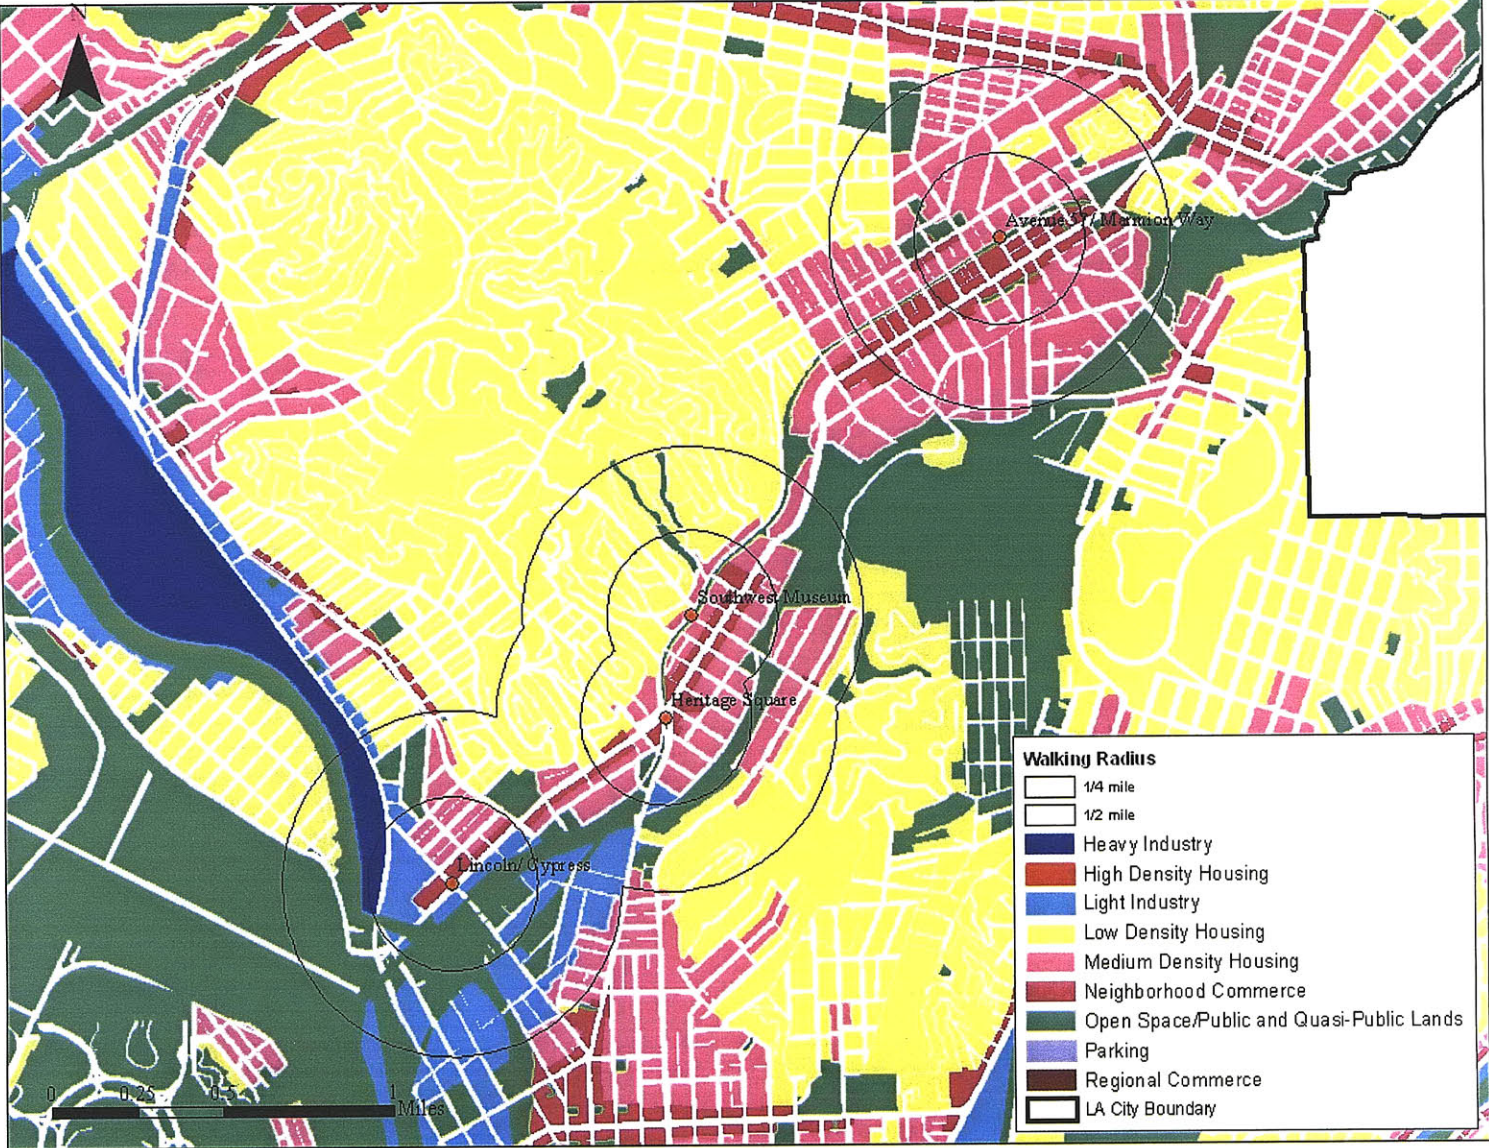 N
Avenue 57/ Marmion Way
Southwest Museum
Heritage Square
Lincoln/ Cypress
Walking Radius
1/4 mile
1/2 mile
Heavy Industry
High Density Housing
Light Industry
Low Density Housing
Medium Density Housing
Neighborhood Commerce
Open Space/Public and Quasi-Public Lands
Parking
Regional Commerce
LA City Boundary
0 0.25 0.5 1
Miles